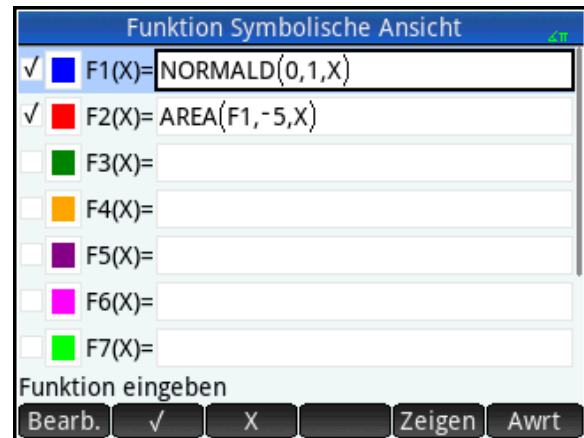 Funktion Symbolische Ansicht
∡π
√ F1(X)= NORMALD(0,1,X)
√ F2(X)= AREA(F1,-5,X)
F3(X)=
F4(X)=
F5(X)=
F6(X)=
F7(X)=
Funktion eingeben
Bearb. √ X Zeigen Awrt